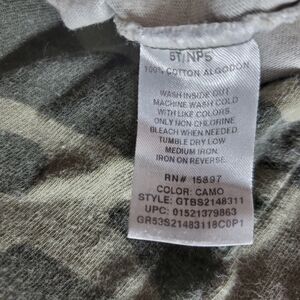 5T/NP5
100% COTTON ALGODON
WASH INSIDE OUT
MACHINE WASH COLD
WITH LIKE COLORS.
ONLY NON-CHLORINE
BLEACH WHEN NEEDED
TUMBLE DRY LOW
MEDIUM IRON.
IRON ON REVERSE.
RN# 15897
COLOR: CAMO
STYLE: GTBS2148311
UPC: 01521379863
GR53S21483118C0P1